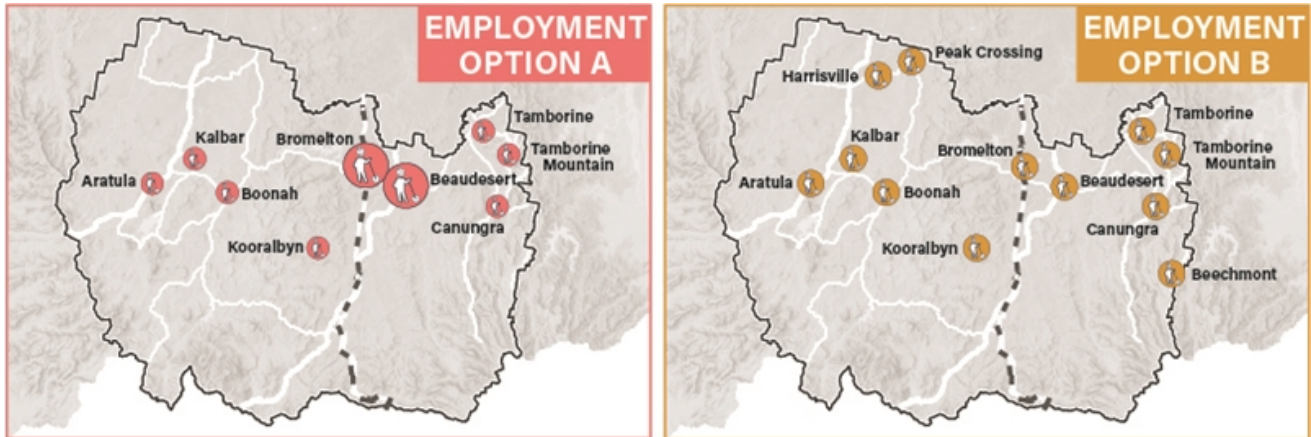 EMPLOYMENT
OPTION A
Tamborine
Kalbar
Bromelton
Tamborine
Mountain
Aratula
Beaudesert
Boonah
Canungra
Kooralbyn
EMPLOYMENT
OPTION B
Peak Crossing
Harrisville
Tamborine
Kalbar
Bromelton
Tamborine
Mountain
Aratula
Beaudesert
Boonah
Canungra
Kooralbyn
Beechmont